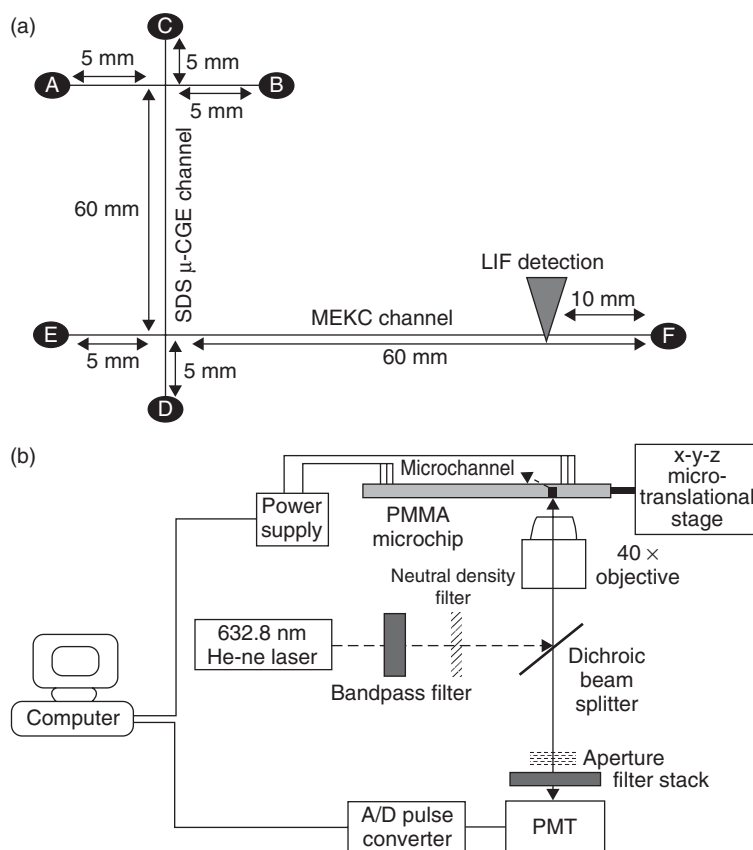 (a)
C
5 mm
5 mm
A
B
5 mm
60 mm
SDS μ-CGE channel
LIF detection
10 mm
MEKC channel
E
F
5 mm
60 mm
5 mm
D
(b)
x-y-z
micro-
translational
stage
Microchannel
Power
supply
PMMA
microchip
40 ×
objective
Neutral density
filter
632.8 nm
He-ne laser
Bandpass filter
Dichroic
beam
splitter
Computer
Aperture
filter stack
A/D pulse
converter
PMT